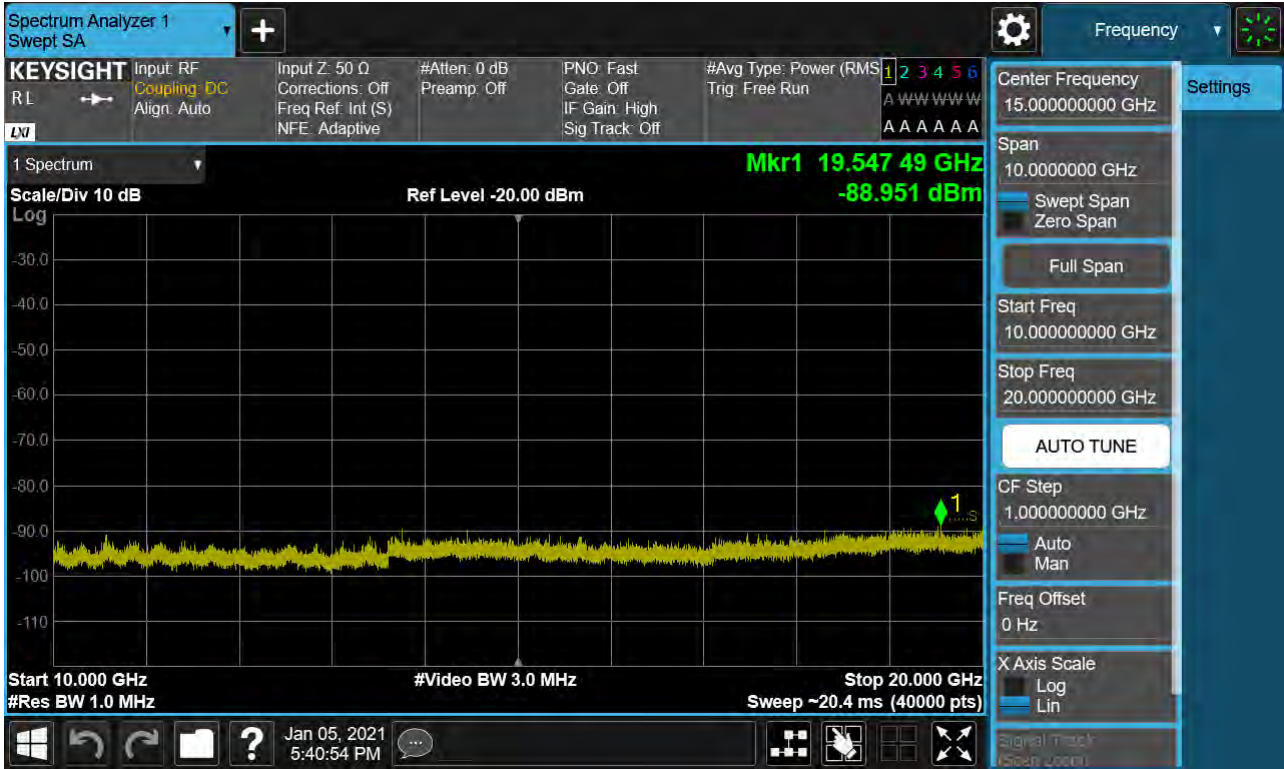 Spectrum Analyzer 1
Swept SA
Frequency
KEYSIGHT
R L
LXI
Input: RF
Coupling: DC
Align: Auto
Input Z: 50 Ω
Corrections: Off
Freq Ref: Int (S)
NFE: Adaptive
#Atten: 0 dB
Preamp: Off
PNO: Fast
Gate: Off
IF Gain: High
Sig Track: Off
#Avg Type: Power (RMS
Trig: Free Run
1 2 3 4 5 6
A W W W W W
A A A A A A
1 Spectrum
Scale/Div 10 dB
Log
Ref Level -20.00 dBm
Mkr1 19.547 49 GHz
-88.951 dBm
-30.0
-40.0
-50.0
-60.0
-70.0
-80.0
-90.0
-100
-110
1
S
Start 10.000 GHz
#Res BW 1.0 MHz
#Video BW 3.0 MHz
Stop 20.000 GHz
Sweep ~20.4 ms (40000 pts)
Center Frequency
15.000000000 GHz
Span
10.0000000 GHz
Swept Span
Zero Span
Full Span
Start Freq
10.000000000 GHz
Stop Freq
20.000000000 GHz
AUTO TUNE
CF Step
1.000000000 GHz
Auto
Man
Freq Offset
0 Hz
X Axis Scale
Log
Lin
Signal Track
(Span Zoom)
Settings
?
Jan 05, 2021
5:40:54 PM